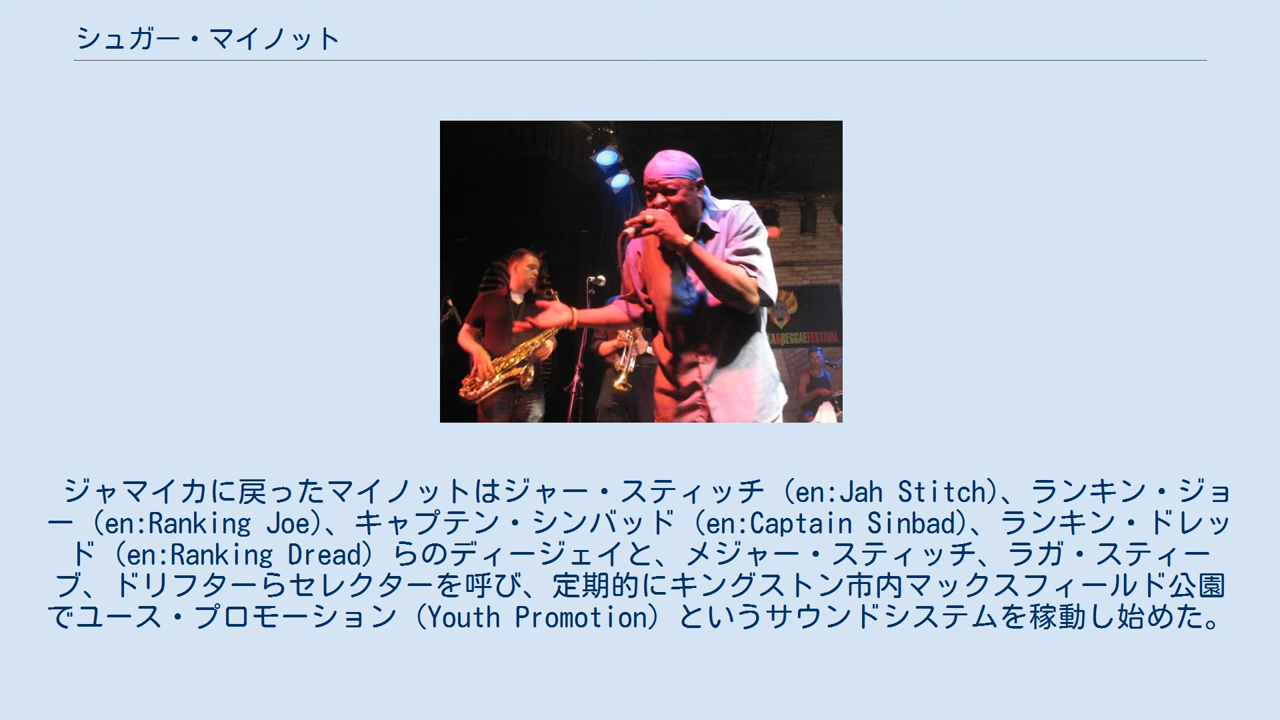 シュガー・マイノット
REGGAEFESTIVAL
ジャマイカに戻ったマイノットはジャー・スティッチ（en:Jah Stitch)、ランキン・ジョ
ー（en:Ranking Joe)、キャプテン・シンバッド（en:Captain Sinbad)、ランキン・ドレッ
ド（en:Ranking Dread）らのディージェイと、メジャー・スティッチ、ラガ・スティー
ブ、ドリフターらセレクターを呼び、定期的にキングストン市内マックスフィールド公園
でユース・プロモーション（Youth Promotion）というサウンドシステムを稼動し始めた。